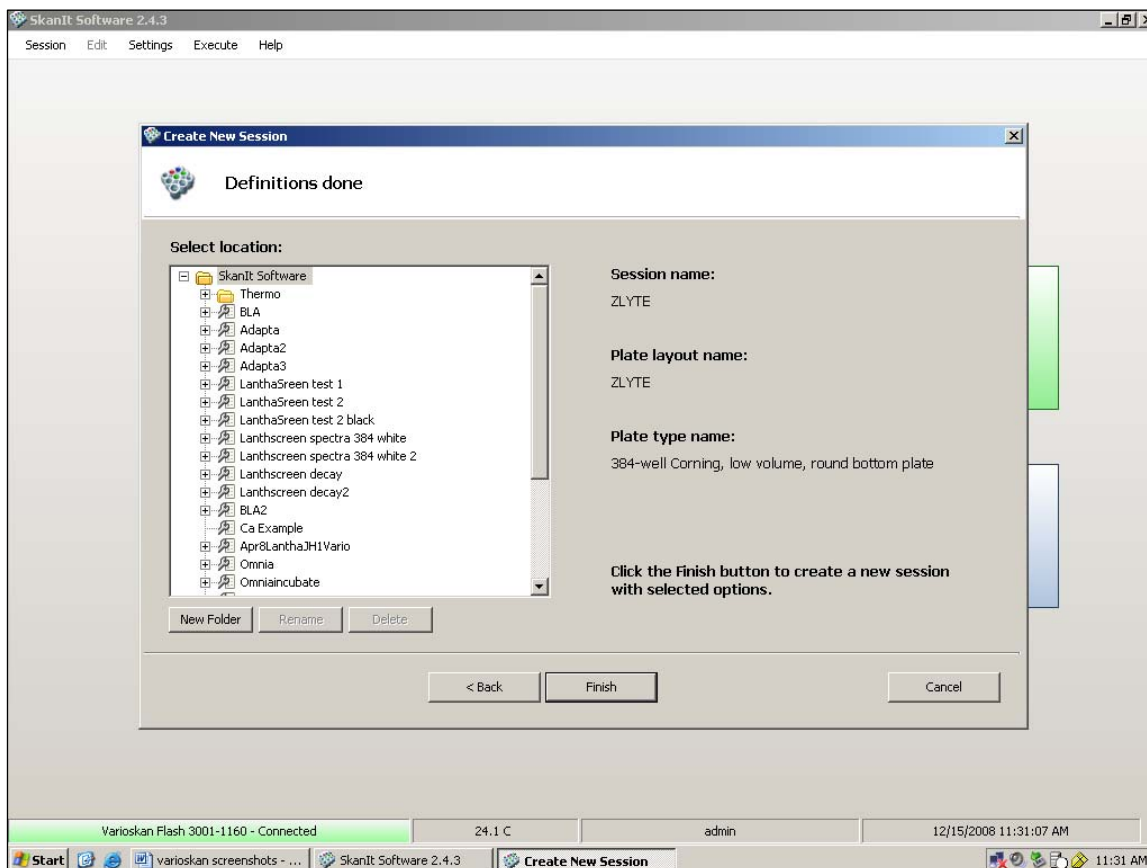 SkanIt Software 2.4.3
Session Edit Settings Execute Help
Create New Session
Definitions done
Select location:
SkanIt Software
Thermo
BLA
Adapta
Adapta2
Adapta3
LanthaSreen test 1
LanthaSreen test 2
LanthaSreen test 2 black
Lanthscreen spectra 384 white
Lanthscreen spectra 384 white 2
Lanthscreen decay
Lanthscreen decay2
BLA2
Ca Example
Apr8LanthaJH1Vario
Omnia
Omniaincubate
New Folder Rename Delete
Session name:
ZLYTE
Plate layout name:
ZLYTE
Plate type name:
384-well Corning, low volume, round bottom plate
Click the Finish button to create a new session
with selected options.
< Back Finish Cancel
Varioskan Flash 3001-1160 - Connected 24.1 C admin 12/15/2008 11:31:07 AM
Start varioskan screenshots - ... SkanIt Software 2.4.3 Create New Session 11:31 AM